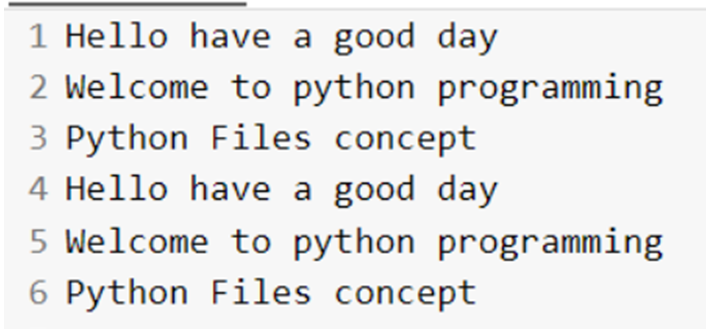 1 Hello have a good day
2 Welcome to python programming
3 Python Files concept
4 Hello have a good day
5 Welcome to python programming
6 Python Files concept